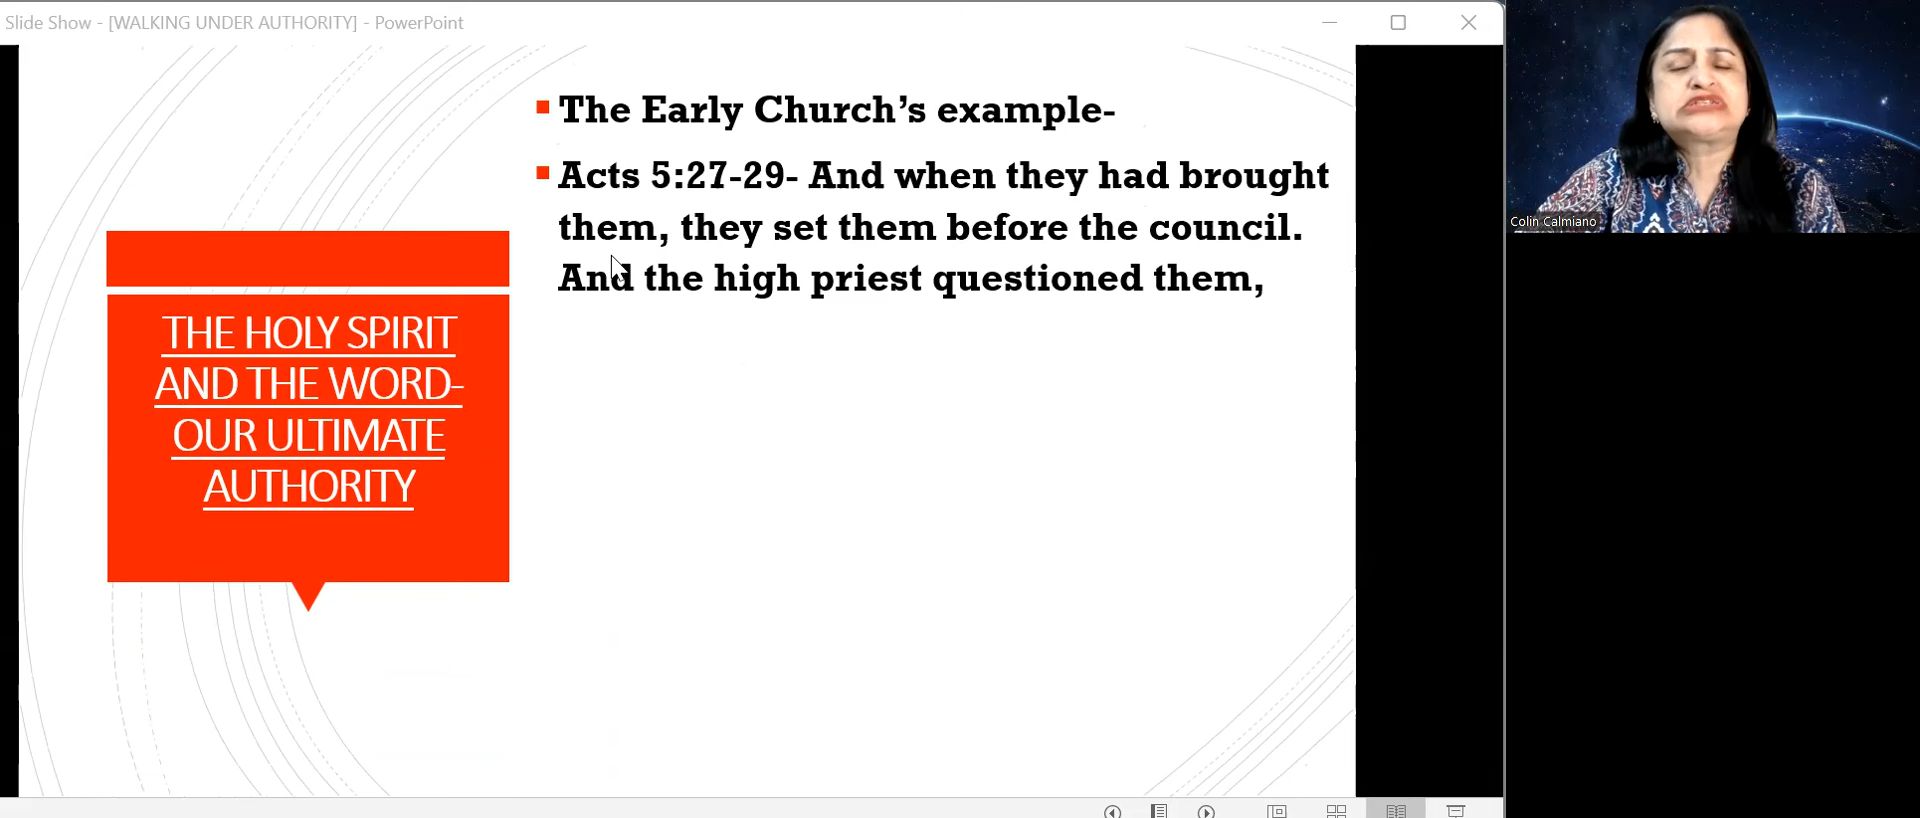 Slide Show - [WALKING UNDER AUTHORITY] - PowerPoint
The Early Church’s example-
Acts 5:27-29- And when they had brought
them, they set them before the council.
And the high priest questioned them,
THE HOLY SPIRIT
AND THE WORD-
OUR ULTIMATE
AUTHORITY
Colin Calmiano